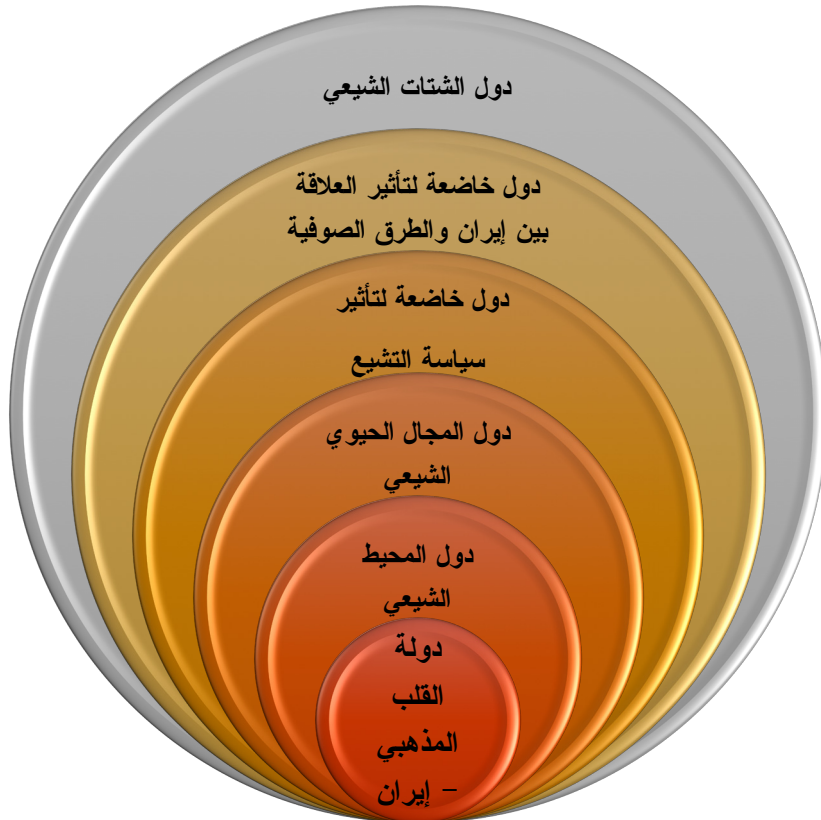 دول الشتات الشيعي
دول خاضعة لتأثير العلاقة
بين إيران والطرق الصوفية
دول خاضعة لتأثير
سياسة التشيع
دول المجال الحيوي
الشيعي
دول المحيط
الشيعي
دولة
القلب
المذهبي
– إيران